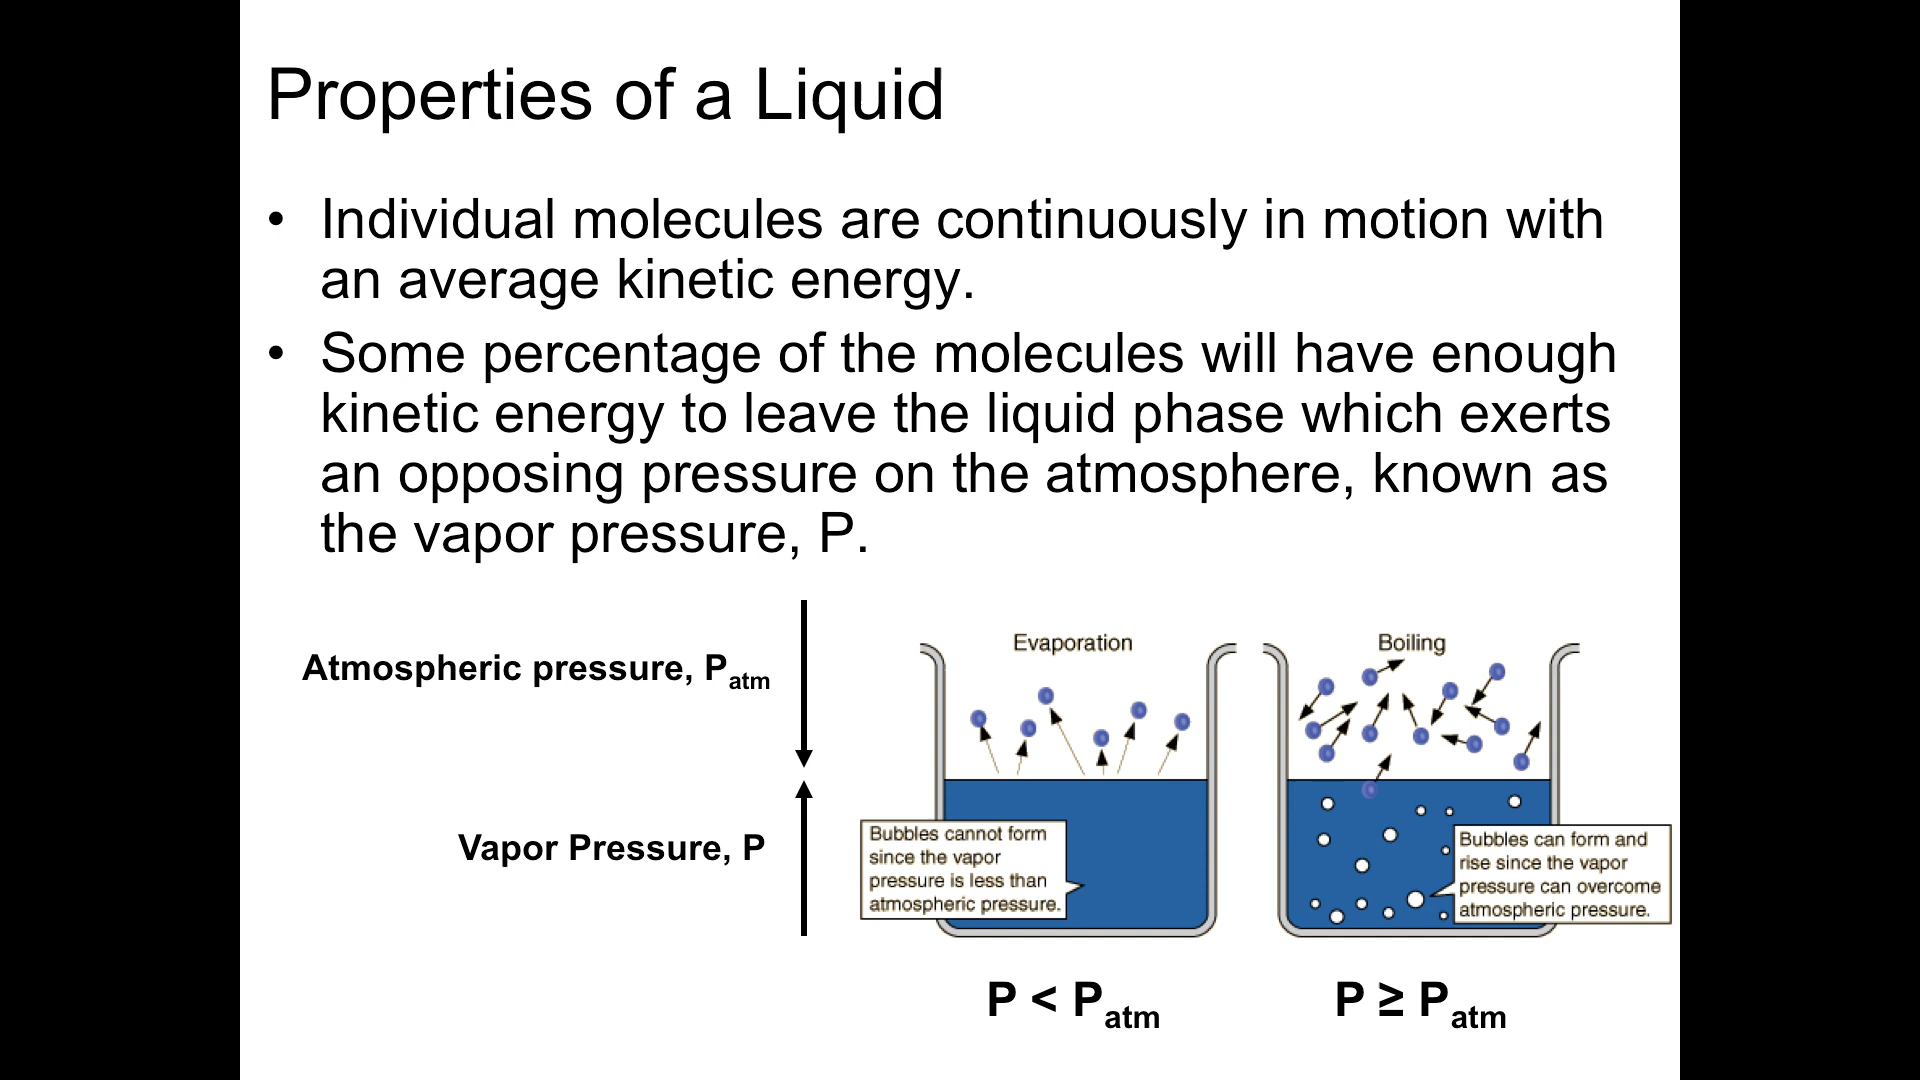 Properties of a Liquid
• Individual molecules are continuously in motion with
an average kinetic energy.
• Some percentage of the molecules will have enough
kinetic energy to leave the liquid phase which exerts
an opposing pressure on the atmosphere, known as
the vapor pressure, P.
Atmospheric pressure, Patm
Vapor Pressure, P
Evaporation
Bubbles cannot form
since the vapor
pressure is less than
atmospheric pressure.
P < Patm
Boiling
Bubbles can form and
rise since the vapor
pressure can overcome
atmospheric pressure.
P ≥ Patm